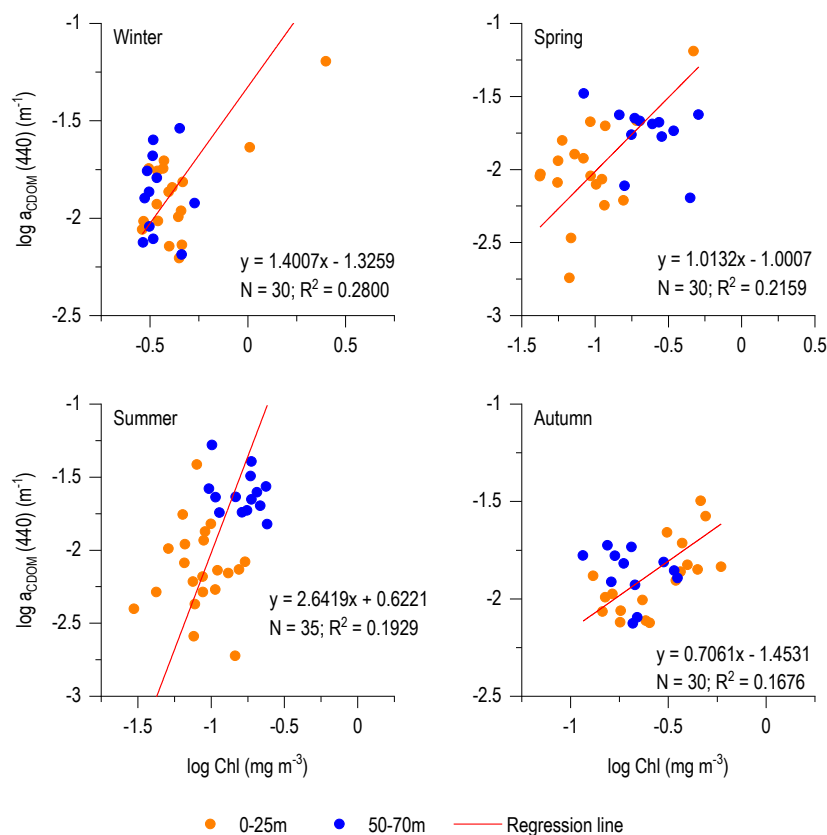 -1
Winter
-1.5
-2
-2.5
-0.5
0
0.5
log a_CDOM (440) (m⁻¹)
y = 1.4007x - 1.3259
N = 30; R² = 0.2800
-1
Spring
-1.5
-2
-2.5
-3
-1.5
-1
-0.5
0
0.5
y = 1.0132x - 1.0007
N = 30; R² = 0.2159
-1
Summer
-1.5
-2
-2.5
-3
-1.5
-1
-0.5
0
log a_CDOM (440) (m⁻¹)
y = 2.6419x + 0.6221
N = 35; R² = 0.1929
log Chl (mg m⁻³)
-1
Autumn
-1.5
-2
-2.5
-1
-0.5
0
y = 0.7061x - 1.4531
N = 30; R² = 0.1676
log Chl (mg m⁻³)
0-25m 50-70m Regression line